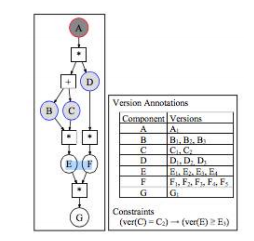 A
*
+
D
B
C
*
*
E
F
*
G
Version Annotations
Component Versions
A A₁
B B₁, B₂, B₃
C C₁, C₂
D D₁, D₂, D₃
E E₁, E₂, E₃, E₄
F F₁, F₂, F₃, F₄, F₅
G G₁
Constraints
(ver(C) = C₂) → (ver(E) ≥ E₃)